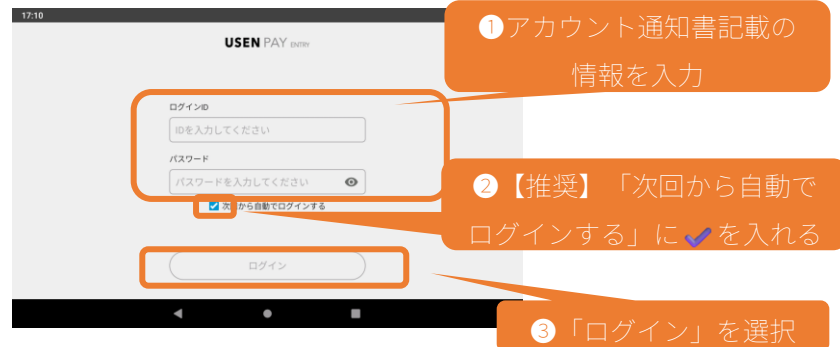 17:10
USEN PAY ENTRY
❶アカウント通知書記載の
情報を入力
ログインID
IDを入力してください
パスワード
パスワードを入力してください
❷【推奨】「次回から自動で
ログインする」に✔を入れる
次回から自動でログインする
ログイン
❸「ログイン」を選択